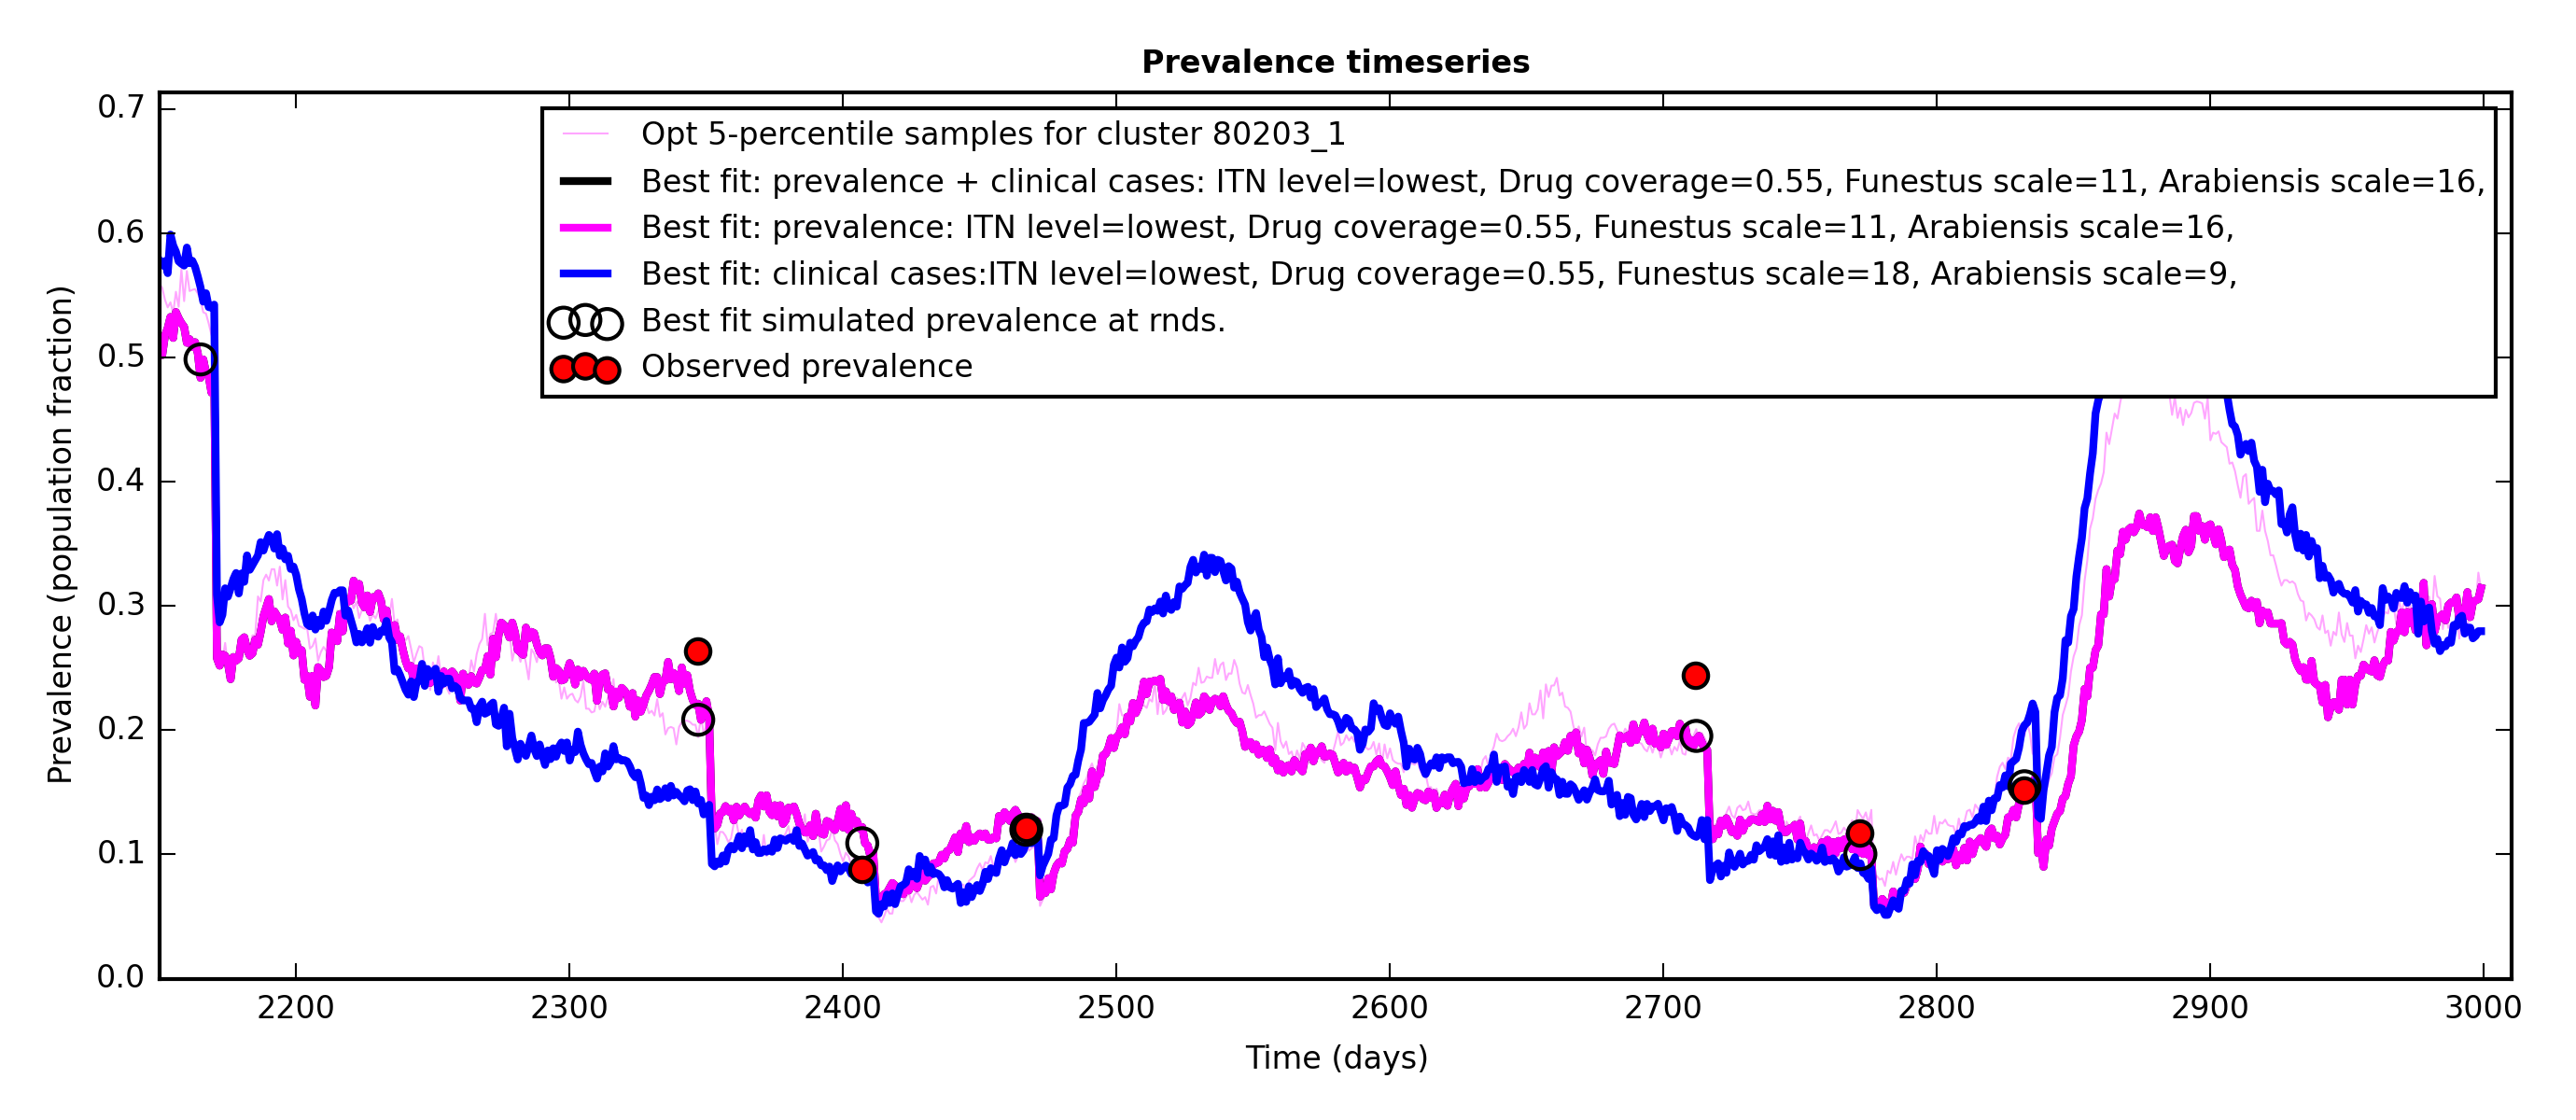 Prevalence timeseries
Opt 5-percentile samples for cluster 80203_1
Best fit: prevalence + clinical cases: ITN level=lowest, Drug coverage=0.55, Funestus scale=11, Arabiensis scale=16,
Best fit: prevalence: ITN level=lowest, Drug coverage=0.55, Funestus scale=11, Arabiensis scale=16,
Best fit: clinical cases:ITN level=lowest, Drug coverage=0.55, Funestus scale=18, Arabiensis scale=9,
Best fit simulated prevalence at rnds.
Observed prevalence
Prevalence (population fraction)
0.7
0.6
0.5
0.4
0.3
0.2
0.1
0.0
2200 2300 2400 2500 2600 2700 2800 2900 3000
Time (days)